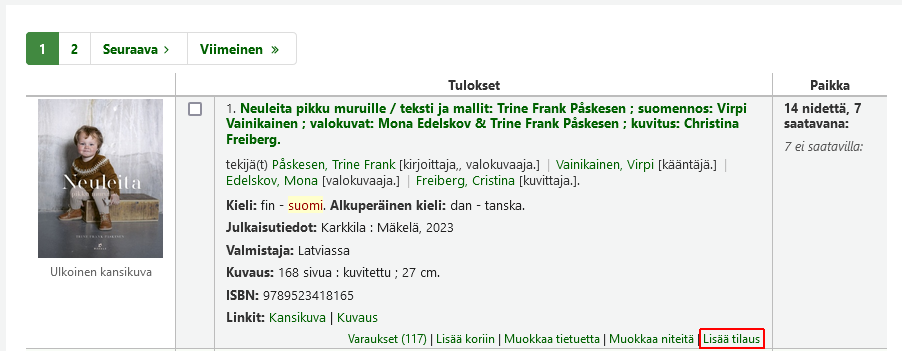 1 2 Seuraava Viimeinen
Tulokset Paikka
1. Neuleita pikku muruille / teksti ja mallit: Trine Frank Påskesen ; suomennos: Virpi
Vainikainen ; valokuvat: Mona Edelskov & Trine Frank Påskesen ; kuvitus: Christina
Freiberg.
tekijä(t) Påskesen, Trine Frank [kirjoittaja,, valokuvaaja.] | Vainikainen, Virpi [kääntäjä.] |
Edelskov, Mona [valokuvaaja.] | Freiberg, Cristina [kuvittaja.].
Kieli: fin - suomi. Alkuperäinen kieli: dan - tanska.
Julkaisutiedot: Karkkila : Mäkelä, 2023
Valmistaja: Latviassa
Kuvaus: 168 sivua : kuvitettu ; 27 cm.
ISBN: 9789523418165
Linkit: Kansikuva | Kuvaus
Varaukset (117) | Lisää koriin | Muokkaa tietuetta | Muokkaa niteitä | Lisää tilaus
14 nidettä, 7
saatavana:
7 ei saatavilla:
Neuleita
Ulkoinen kansikuva